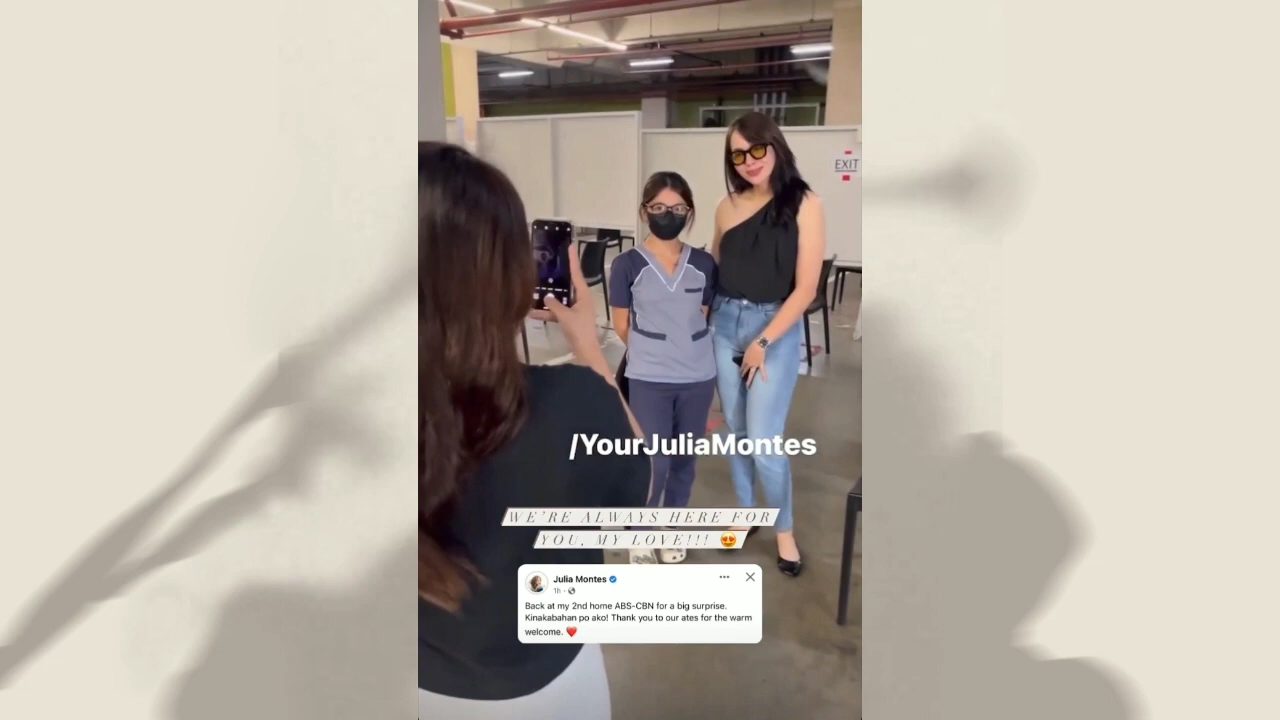 EXIT
/YourJuliaMontes
WE'RE ALWAYS HERE FOR
YOU, MY LOVE!!! 😍
Julia Montes
1h ·
Back at my 2nd home ABS-CBN for a big surprise.
Kinakabahan po ako! Thank you to our ates for the warm
welcome. ❤️